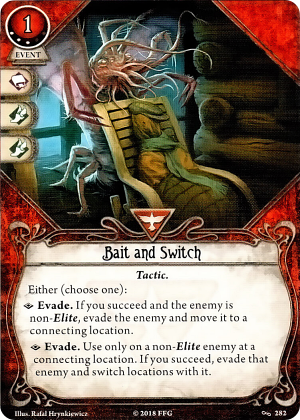 1
EVENT
Bait and Switch
Tactic.
Either (choose one):
Evade. If you succeed and the enemy is
non-Elite, evade the enemy and move it to a
connecting location.
Evade. Use only on a non-Elite enemy at a
connecting location. If you succeed, evade that
enemy and switch locations with it.
Illus. Rafał Hrynkiewicz
© 2018 FFG
282